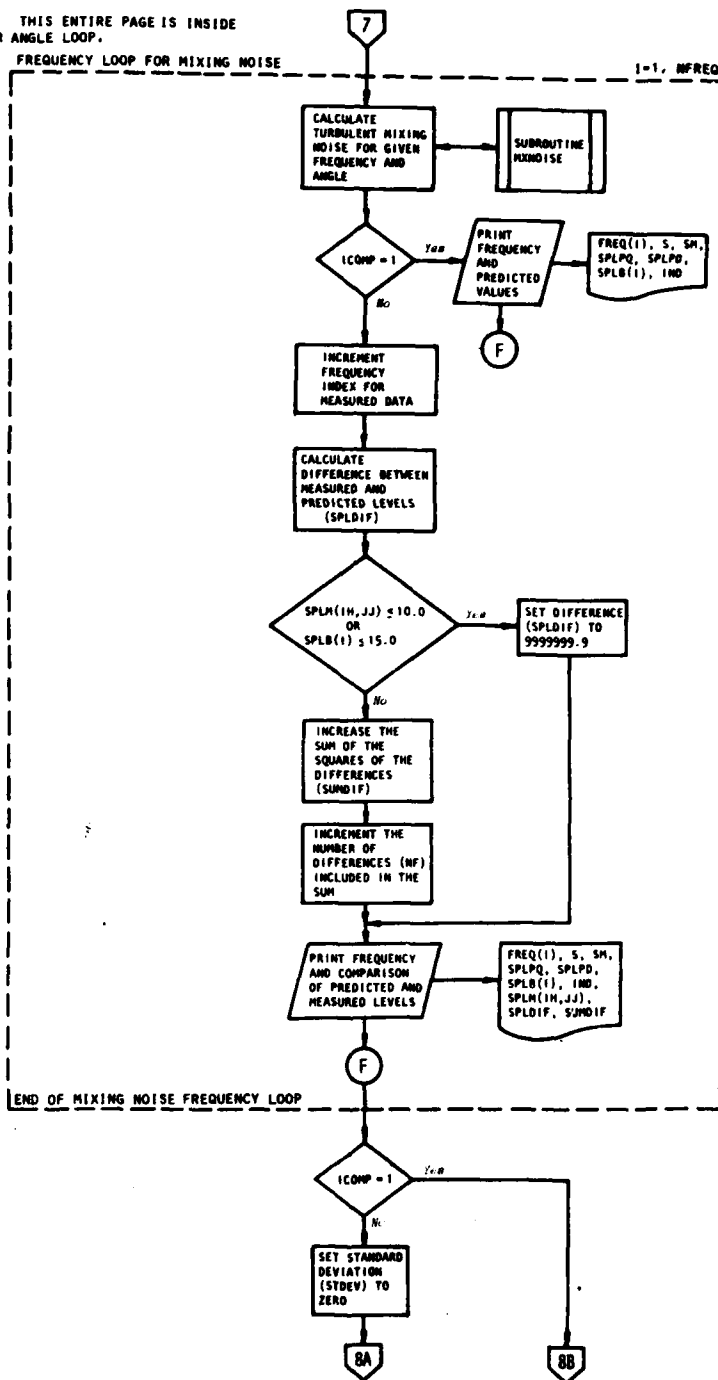 THIS ENTIRE PAGE IS INSIDE
R ANGLE LOOP.
7
FREQUENCY LOOP FOR MIXING NOISE
I=1, NFREQ
CALCULATE
TURBULENT MIXING
NOISE FOR GIVEN
FREQUENCY AND
ANGLE
SUBROUTINE
MXNOISE
ICOMP = 1
Yes
PRINT
FREQUENCY
AND
PREDICTED
VALUES
FREQ(I), S, SM,
SPLPQ, SPLPD,
SPLB(I), IND
No
F
INCREMENT
FREQUENCY
INDEX FOR
MEASURED DATA
CALCULATE
DIFFERENCE BETWEEN
MEASURED AND
PREDICTED LEVELS
(SPLDIF)
SPLM(IH,JJ) ≤ 10.0
OR
SPLB(I) ≤ 15.0
Yes
SET DIFFERENCE
(SPLDIF) TO
9999999.9
No
INCREASE THE
SUM OF THE
SQUARES OF THE
DIFFERENCES
(SUMDIF)
INCREMENT THE
NUMBER OF
DIFFERENCES (NF)
INCLUDED IN THE
SUM
PRINT FREQUENCY
AND COMPARISON
OF PREDICTED AND
MEASURED LEVELS
FREQ(I), S, SM,
SPLPQ, SPLPD,
SPLB(I), IND,
SPLM(IH,JJ),
SPLDIF, SUMDIF
F
END OF MIXING NOISE FREQUENCY LOOP
ICOMP = 1
Yes
No
SET STANDARD
DEVIATION
(STDEV) TO
ZERO
8A
8B